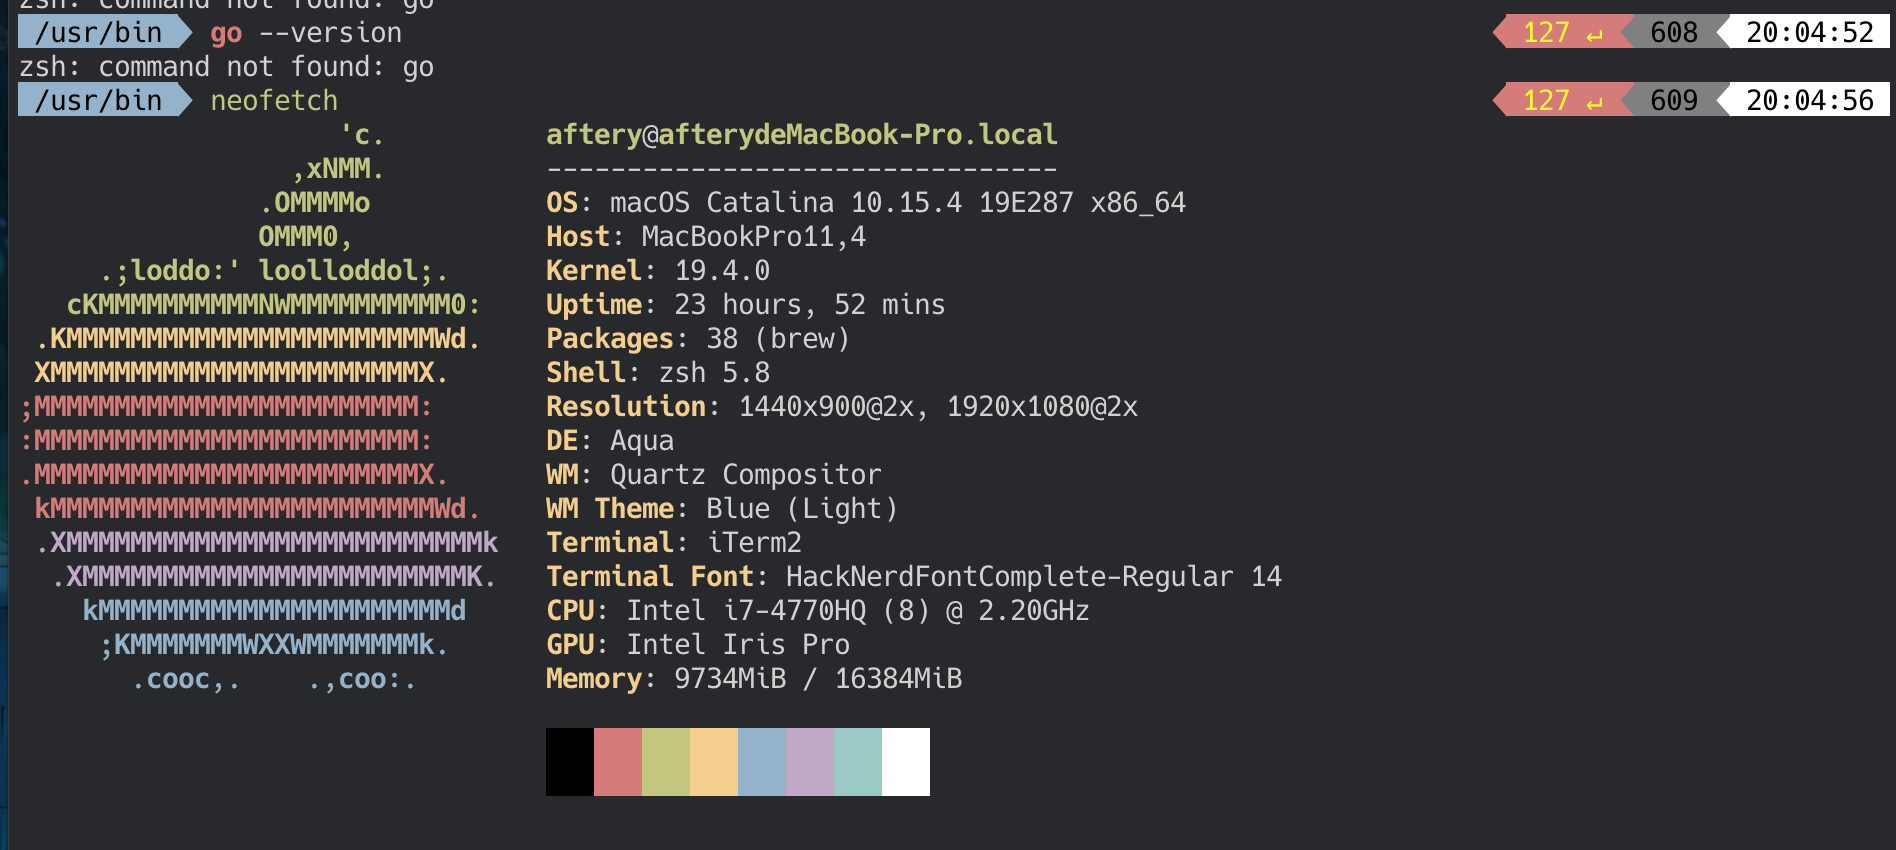 zsh: command not found: go
/usr/bin go --version 127 ↵ 608 20:04:52
zsh: command not found: go
/usr/bin neofetch 127 ↵ 609 20:04:56
'c. aftery@afterydeMacBook-Pro.local
,xNMM. --------------------------------
.OMMMMo OS: macOS Catalina 10.15.4 19E287 x86_64
OMMM0, Host: MacBookPro11,4
.;loddo:' loolloddol;. Kernel: 19.4.0
cKMMMMMMMMMMNWMMMMMMMMMM0: Uptime: 23 hours, 52 mins
.KMMMMMMMMMMMMMMMMMMMMMMMWd. Packages: 38 (brew)
XMMMMMMMMMMMMMMMMMMMMMMMX. Shell: zsh 5.8
;MMMMMMMMMMMMMMMMMMMMMMMM: Resolution: 1440x900@2x, 1920x1080@2x
:MMMMMMMMMMMMMMMMMMMMMMMM: DE: Aqua
.MMMMMMMMMMMMMMMMMMMMMMMMX. WM: Quartz Compositor
kMMMMMMMMMMMMMMMMMMMMMMMMWd. WM Theme: Blue (Light)
.XMMMMMMMMMMMMMMMMMMMMMMMMMMk Terminal: iTerm2
.XMMMMMMMMMMMMMMMMMMMMMMMMK. Terminal Font: HackNerdFontComplete-Regular 14
kMMMMMMMMMMMMMMMMMMMMMMd CPU: Intel i7-4770HQ (8) @ 2.20GHz
;KMMMMMMMWXXWMMMMMMMk. GPU: Intel Iris Pro
.cooc,. .,coo:. Memory: 9734MiB / 16384MiB